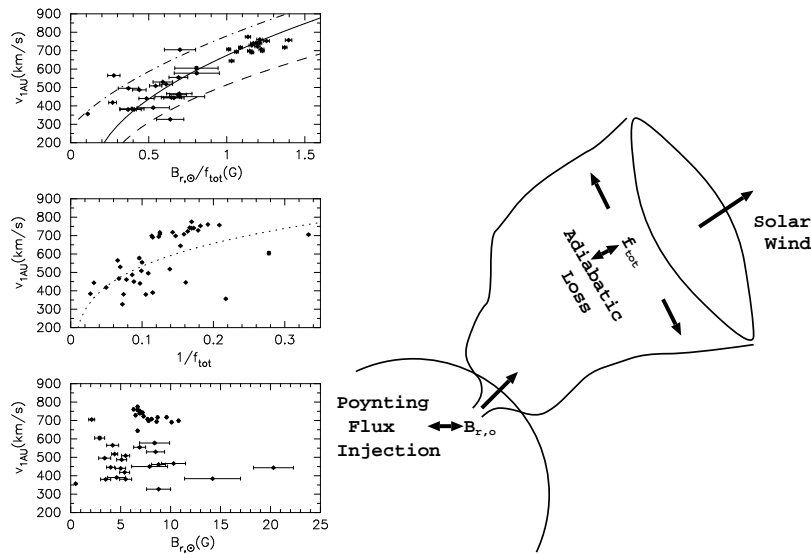 900
800
700
600
500
400
300
200
v1AU(km/s)
0
0.5
1
1.5
Br,⊙/ftot(G)
900
800
700
600
500
400
300
200
v1AU(km/s)
0
0.1
0.2
0.3
1/ftot
900
800
700
600
500
400
300
200
v1AU(km/s)
0
5
10
15
20
25
Br,⊙(G)
Solar
Wind
ftot
Adiabatic
Loss
Poynting
Flux
Injection
Br,o